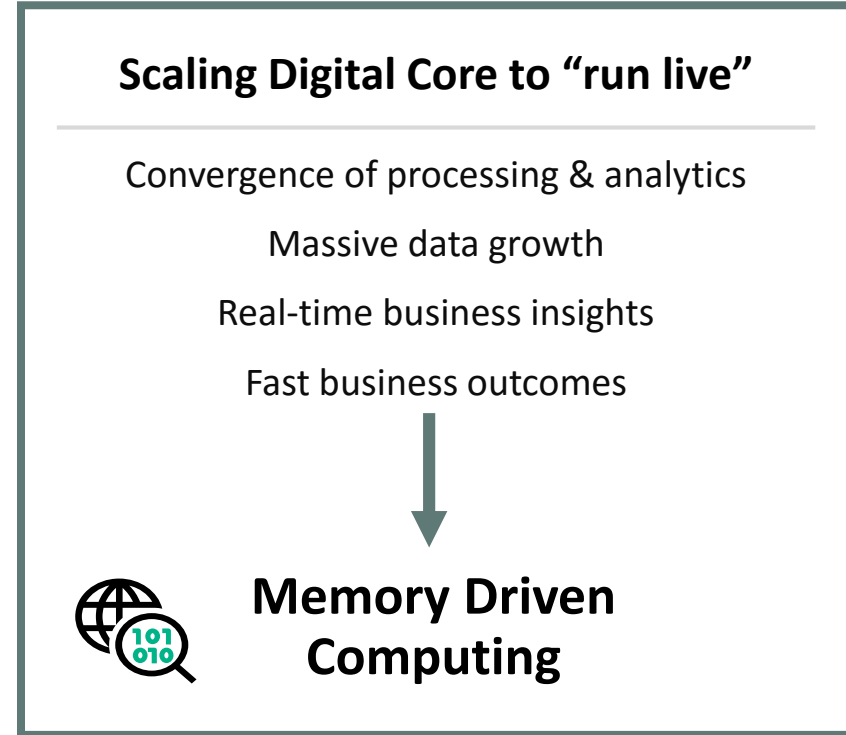 Scaling Digital Core to “run live”
Convergence of processing & analytics
Massive data growth
Real-time business insights
Fast business outcomes
Memory Driven
Computing
101
010